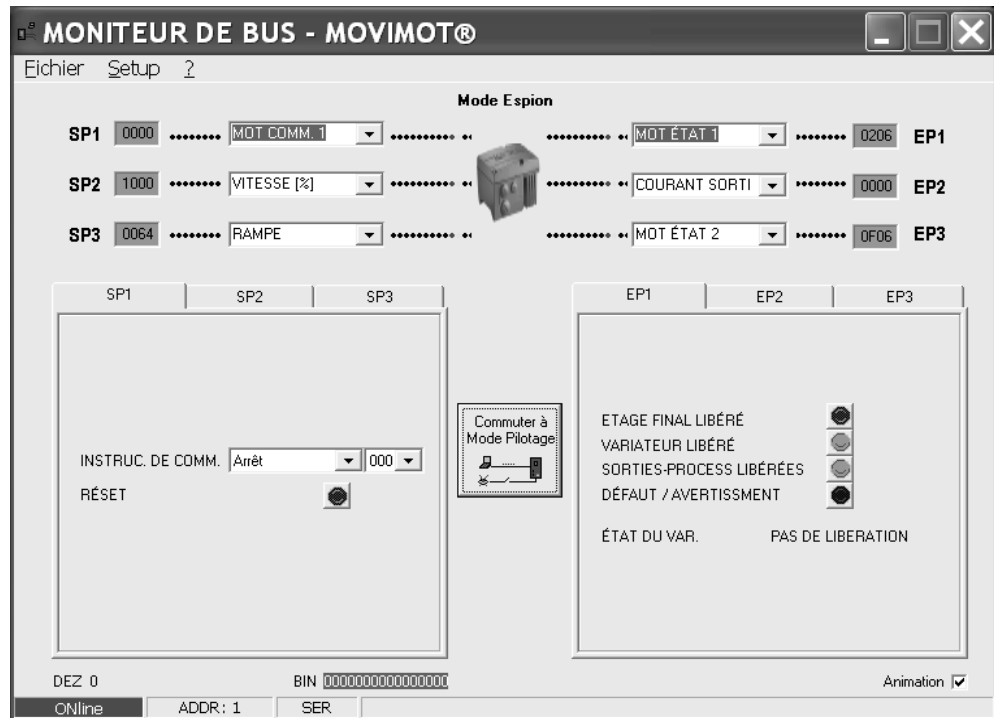 MONITEUR DE BUS - MOVIMOT®
Fichier Setup ?
Mode Espion
SP1 0000 MOT COMM. 1 MOT ÉTAT 1 0206 EP1
SP2 1000 VITESSE [%] COURANT SORTI 0000 EP2
SP3 0064 RAMPE MOT ÉTAT 2 0F06 EP3
SP1 SP2 SP3 EP1 EP2 EP3
Commuter à
Mode Pilotage
ETAGE FINAL LIBÉRÉ
VARIATEUR LIBÉRÉ
INSTRUC. DE COMM. Arrêt 000 SORTIES-PROCESS LIBÉRÉES
RÉSET DÉFAUT / AVERTISSMENT
ÉTAT DU VAR. PAS DE LIBERATION
DEZ 0 BIN 0000000000000000 Animation
ONline ADDR: 1 SER